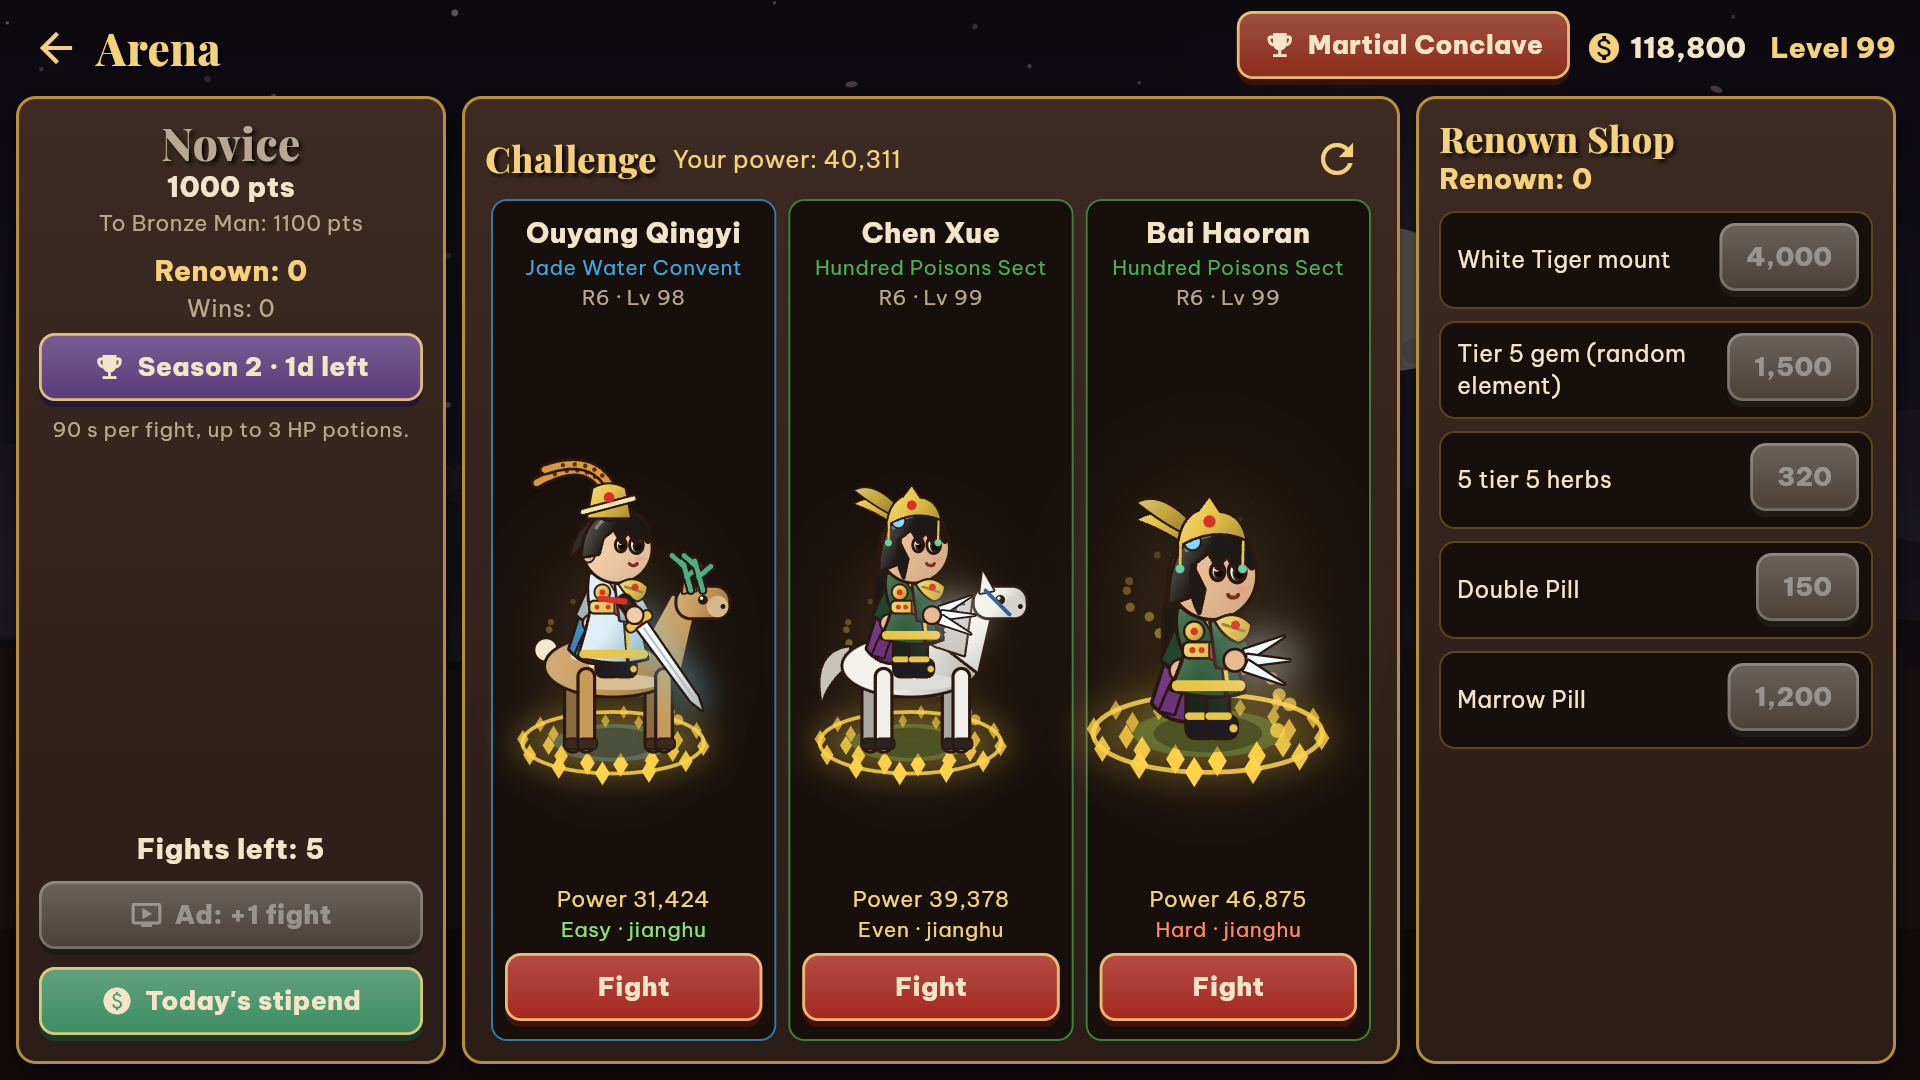 Arena
Martial Conclave
118,800
Level 99
Novice
1000 pts
To Bronze Man: 1100 pts
Renown: 0
Wins: 0
Season 2 · 1d left
90 s per fight, up to 3 HP potions.
Fights left: 5
Ad: +1 fight
Today's stipend
Challenge
Your power: 40,311
Ouyang Qingyi
Jade Water Convent
R6 · Lv 98
Power 31,424
Easy · jianghu
Fight
Chen Xue
Hundred Poisons Sect
R6 · Lv 99
Power 39,378
Even · jianghu
Fight
Bai Haoran
Hundred Poisons Sect
R6 · Lv 99
Power 46,875
Hard · jianghu
Fight
Renown Shop
Renown: 0
White Tiger mount
4,000
Tier 5 gem (random
element)
1,500
5 tier 5 herbs
320
Double Pill
150
Marrow Pill
1,200